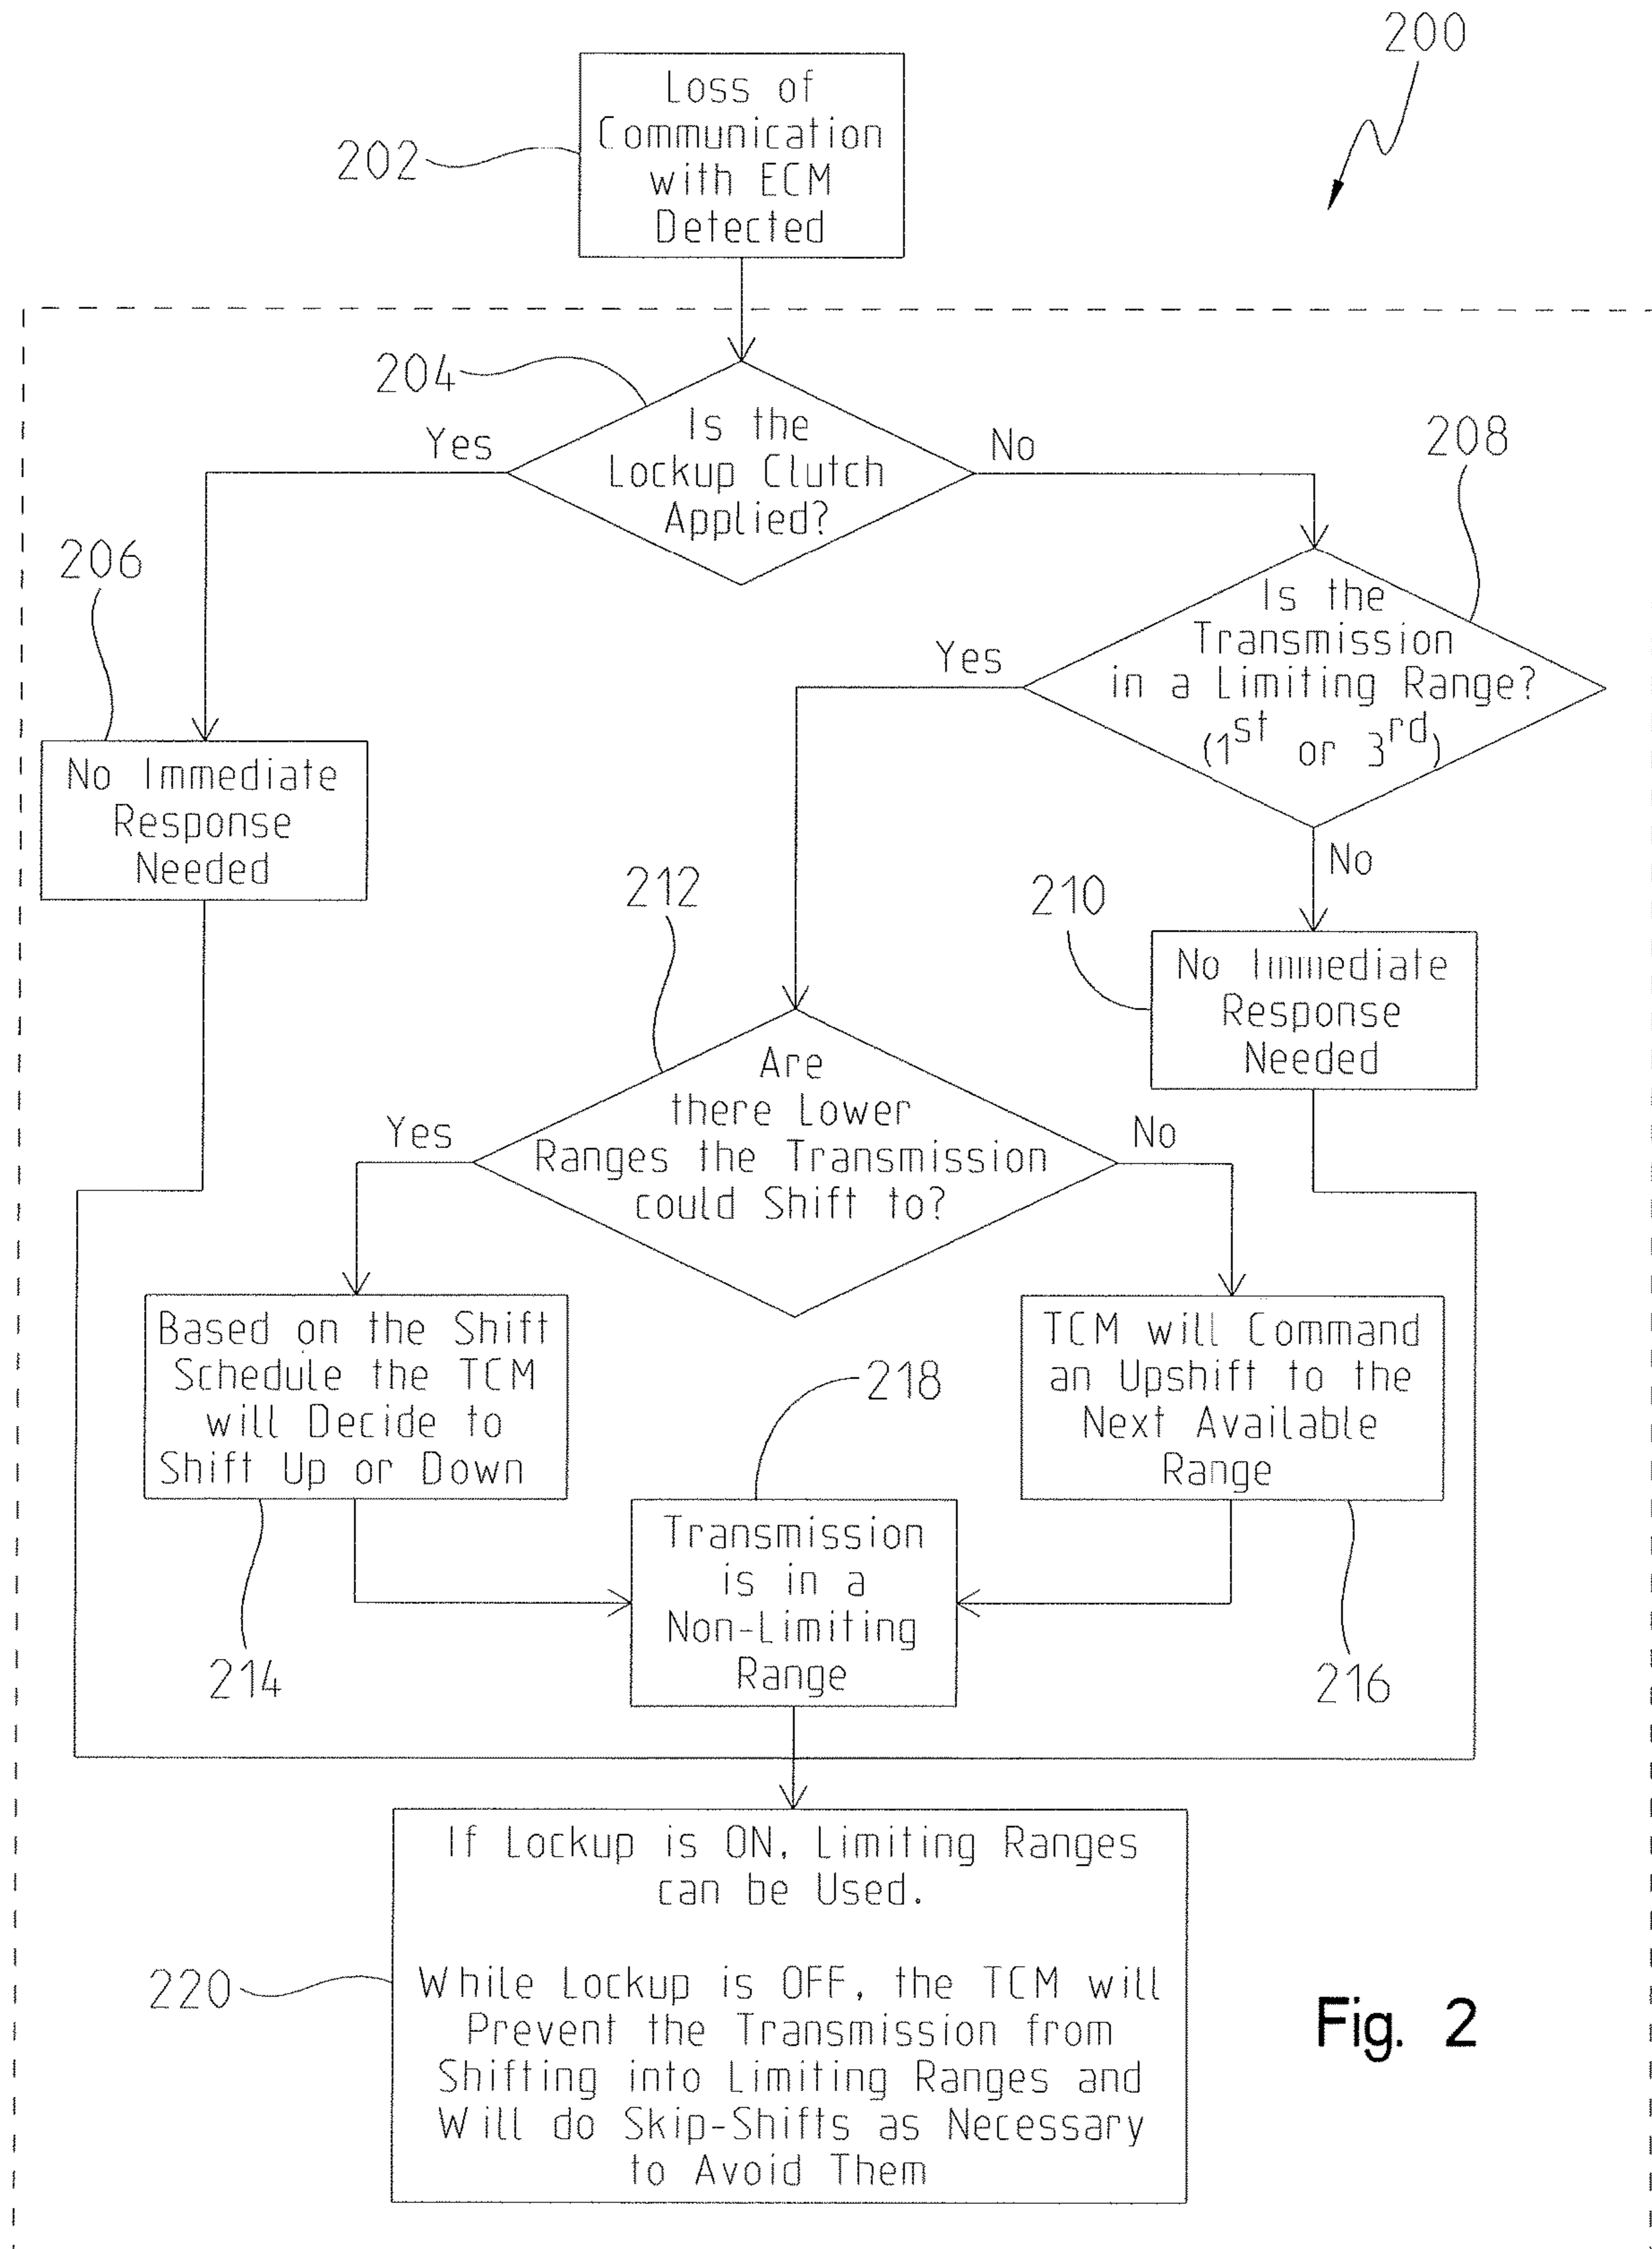 200
Loss of
Communication
with ECM
Detected
202
204
Is the
Lockup Clutch
Applied?
Yes
No
208
206
Is the
Transmission
in a Limiting Range?
(1st or 3rd)
Yes
No
No Immediate
Response
Needed
212
210
No Immediate
Response
Needed
Are
there Lower
Ranges the Transmission
could Shift to?
Yes
No
Based on the Shift
Schedule the TCM
will Decide to
Shift Up or Down
218
TCM will Command
an Upshift to the
Next Available
Range
Transmission
is in a
Non-Limiting
Range
214
216
If Lockup is ON, Limiting Ranges
can be Used.
While Lockup is OFF, the TCM will
Prevent the Transmission from
Shifting into Limiting Ranges and
Will do Skip-Shifts as Necessary
to Avoid Them
220
Fig. 2